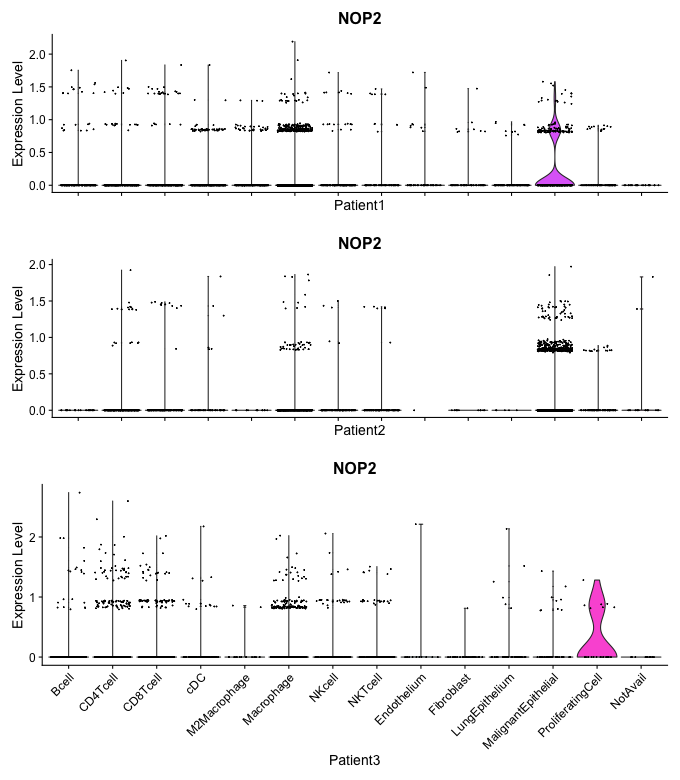 NOP2
Expression Level
2.0
1.5
1.0
0.5
0.0
Patient1
NOP2
Expression Level
2.0
1.5
1.0
0.5
0.0
Patient2
NOP2
Expression Level
2
1
0
Bcell
CD4Tcell
CD8Tcell
cDC
M2Macrophage
Macrophage
NKcell
NKTcell
Endothelium
Fibroblast
LungEpithelium
MalignantEpithelial
ProliferatingCell
NotAvail
Patient3